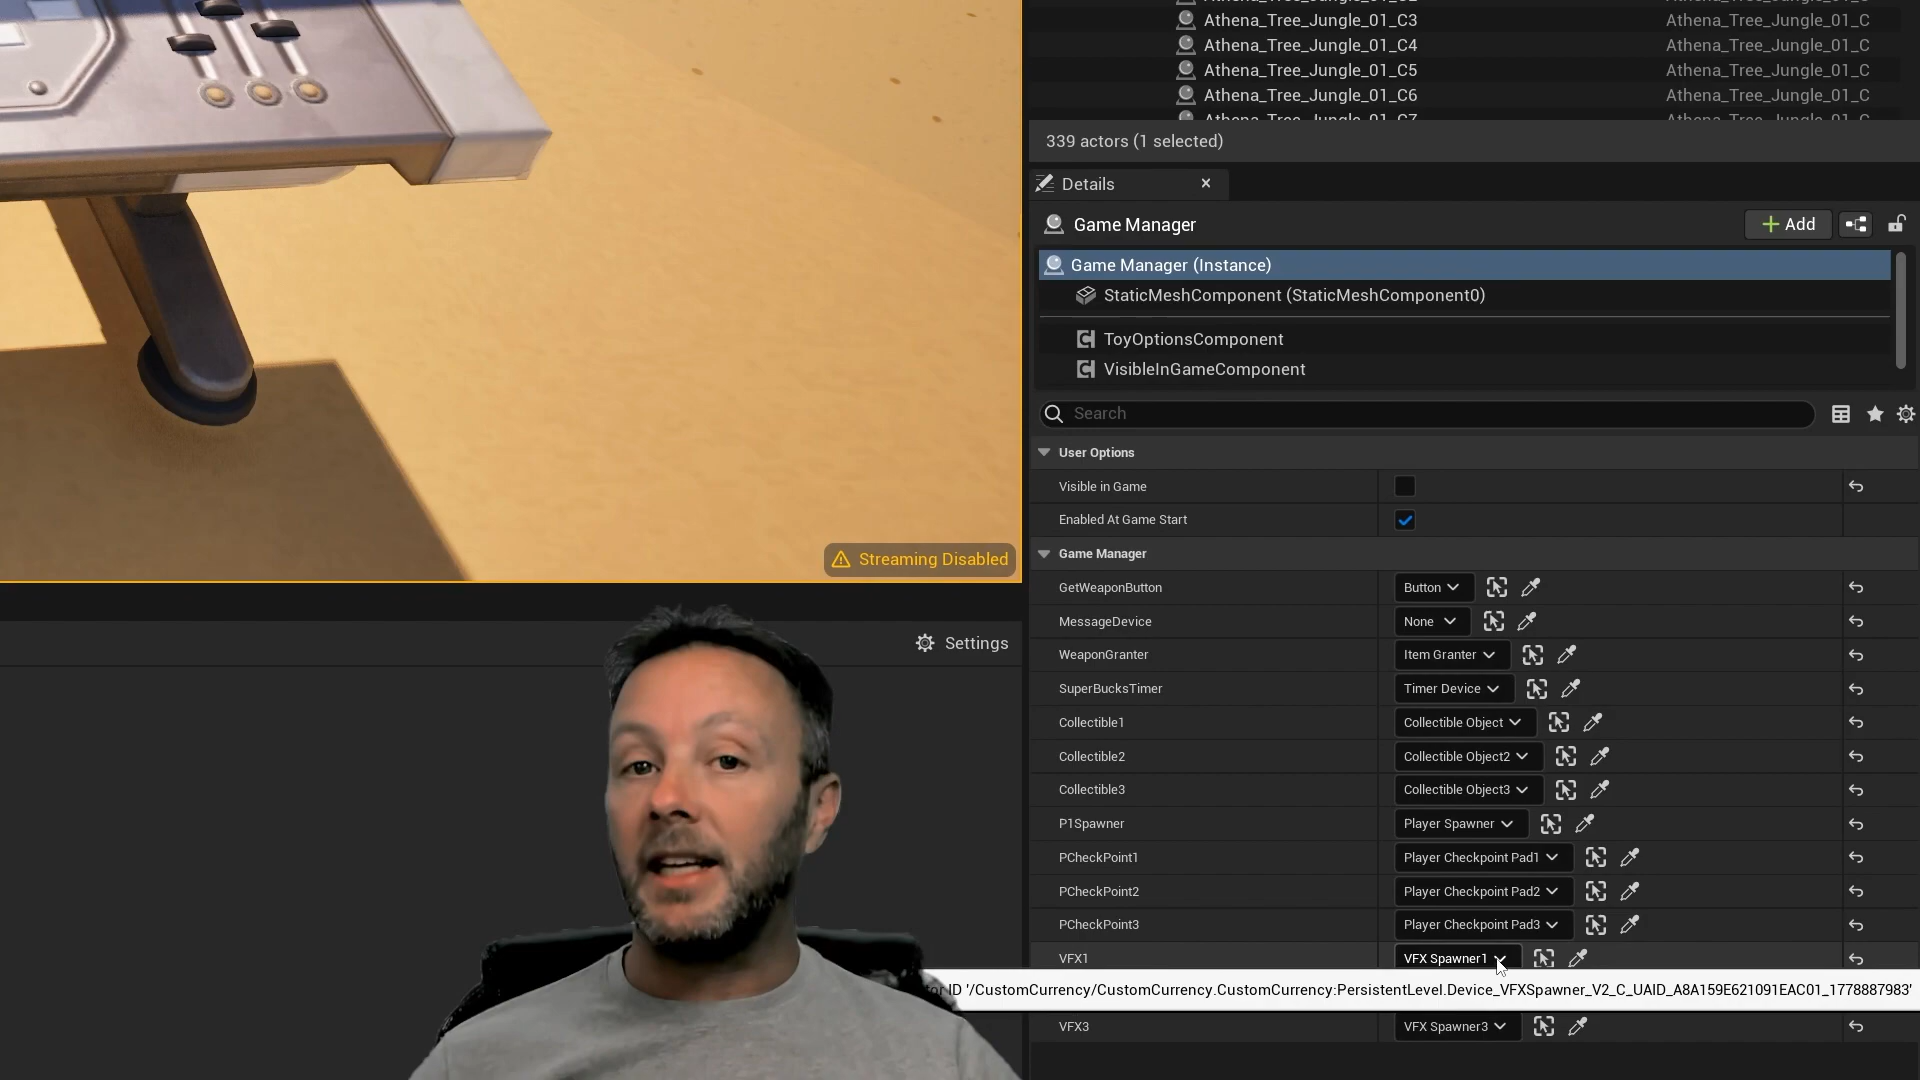 Athena_Tree_Jungle_01_C3 Athena_Tree_Jungle_01_C
Athena_Tree_Jungle_01_C4 Athena_Tree_Jungle_01_C
Athena_Tree_Jungle_01_C5 Athena_Tree_Jungle_01_C
Athena_Tree_Jungle_01_C6 Athena_Tree_Jungle_01_C
Athena_Tree_Jungle_01_C7 Athena_Tree_Jungle_01_C
339 actors (1 selected)
Details
Game Manager
Add
Game Manager (Instance)
StaticMeshComponent (StaticMeshComponent0)
ToyOptionsComponent
VisibleInGameComponent
Search
User Options
Visible in Game
Enabled At Game Start
Streaming Disabled
Game Manager
GetWeaponButton Button
MessageDevice None
Settings
WeaponGranter Item Granter
SuperBucksTimer Timer Device
Collectible1 Collectible Object
Collectible2 Collectible Object2
Collectible3 Collectible Object3
P1Spawner Player Spawner
PCheckPoint1 Player Checkpoint Pad1
PCheckPoint2 Player Checkpoint Pad2
PCheckPoint3 Player Checkpoint Pad3
VFX1 VFX Spawner1
ID '/CustomCurrency/CustomCurrency.CustomCurrency:PersistentLevel.Device_VFXSpawner_V2_C_UAID_A8A159E621091EAC01_1778887983'
VFX3 VFX Spawner3